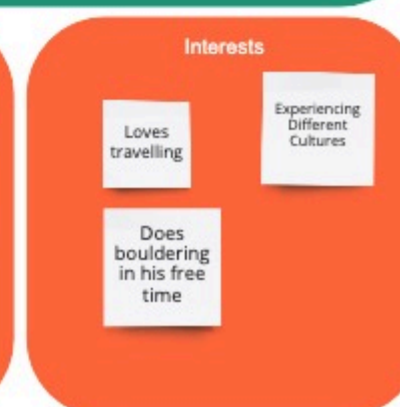 Interests
Loves
travelling
Experiencing
Different
Cultures
Does
bouldering
in his free
time